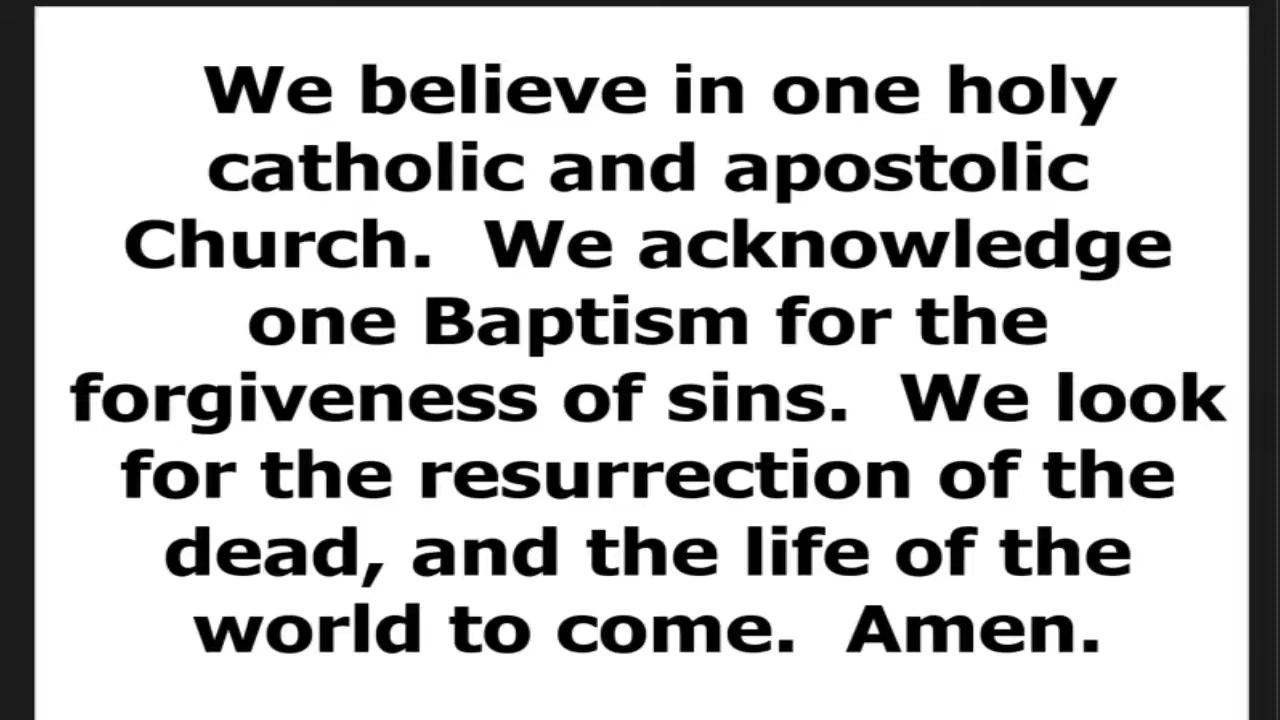 We believe in one holy
catholic and apostolic
Church.  We acknowledge
one Baptism for the
forgiveness of sins.  We look
for the resurrection of the
dead, and the life of the
world to come.  Amen.